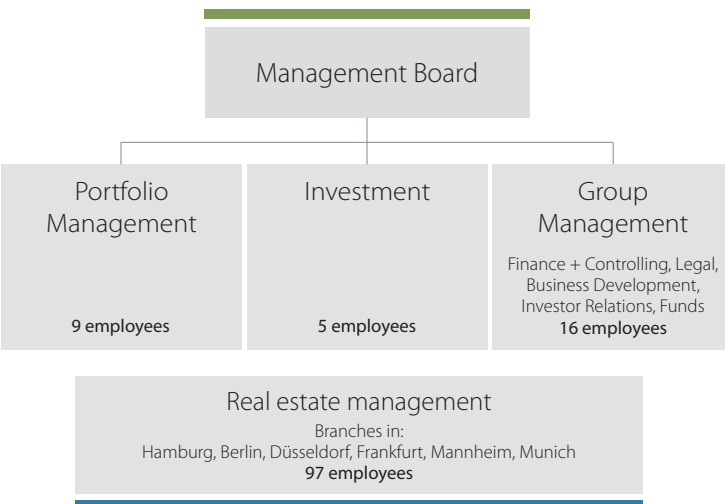 Management Board
Portfolio
Management
9 employees
Investment
5 employees
Group
Management
Finance + Controlling, Legal,
Business Development,
Investor Relations, Funds
16 employees
Real estate management
Branches in:
Hamburg, Berlin, Düsseldorf, Frankfurt, Mannheim, Munich
97 employees